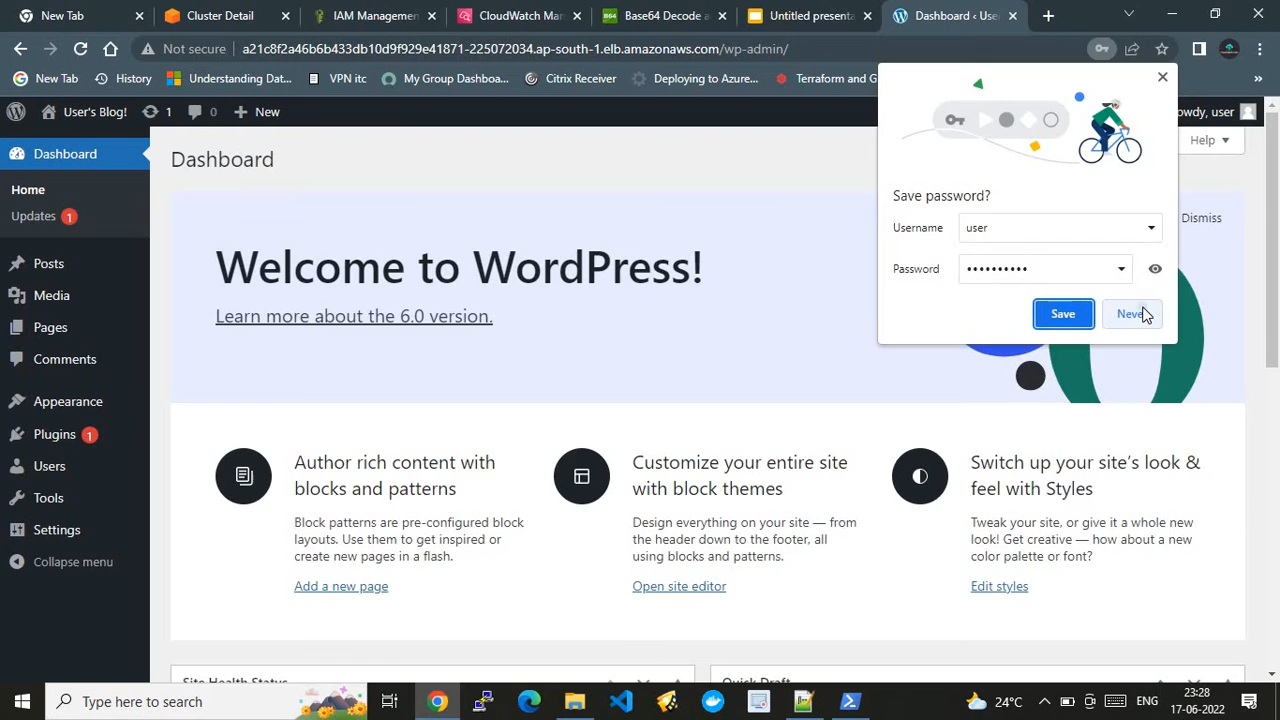 New Tab
Cluster Detail
IAM Managemen
CloudWatch Man
Base64 Decode a
Untitled presenta
Dashboard ‹ Use
Not secure
a21c8f2a46b6b433db10d9f929e41871-225072034.ap-south-1.elb.amazonaws.com/wp-admin/
New Tab
History
Understanding Dat...
VPN itc
My Group Dashboa...
Citrix Receiver
Deploying to Azure...
Terraform and G
»
User's Blog!
1
0
New
owdy, user
Dashboard
Home
Updates 1
Posts
Media
Pages
Comments
Appearance
Plugins 1
Users
Tools
Settings
Collapse menu
Dashboard
Help
Dismiss
Welcome to WordPress!
Learn more about the 6.0 version.
Save password?
Username
user
Password
••••••••••
Save
Neve
Author rich content with
blocks and patterns
Block patterns are pre-configured block
layouts. Use them to get inspired or
create new pages in a flash.
Add a new page
Customize your entire site
with block themes
Design everything on your site — from
the header down to the footer, all
using blocks and patterns.
Open site editor
Switch up your site's look &
feel with Styles
Tweak your site, or give it a whole new
look! Get creative — how about a new
color palette or font?
Edit styles
Site Health Status
Quick Draft
Type here to search
24°C
ENG
23:28
17-06-2022